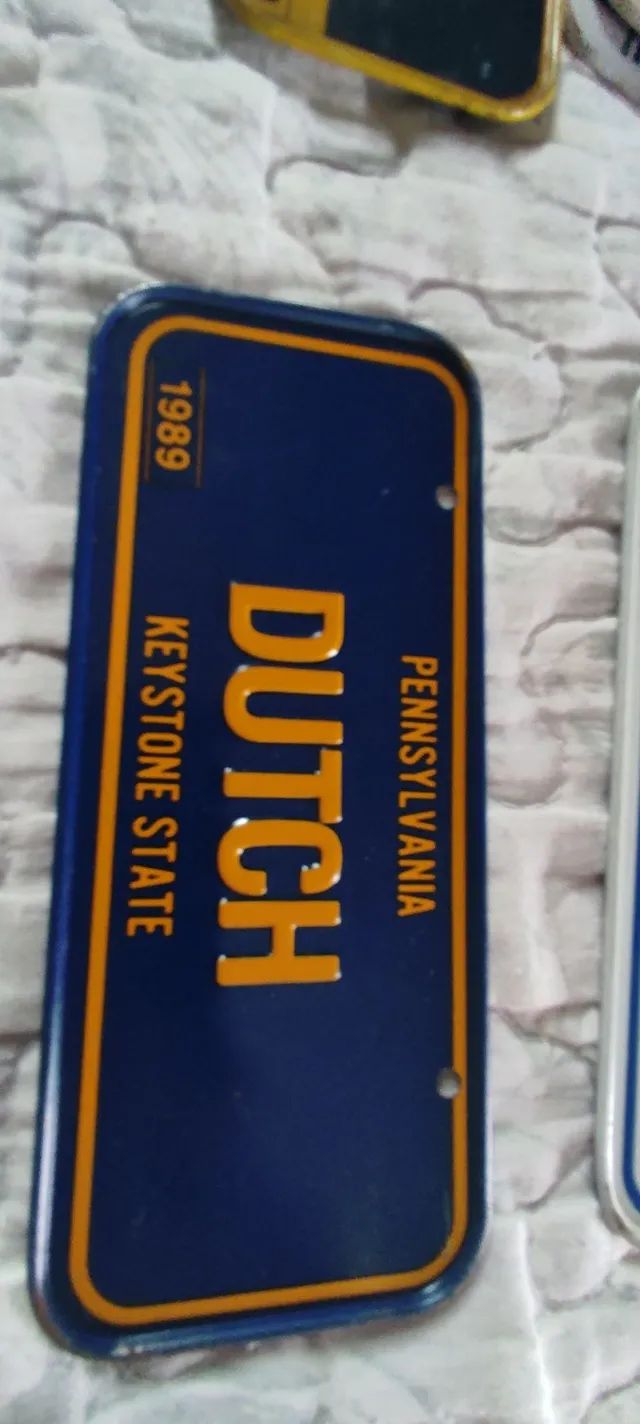 PENNSYLVANIA
DUTCH
1989
KEYSTONE STATE